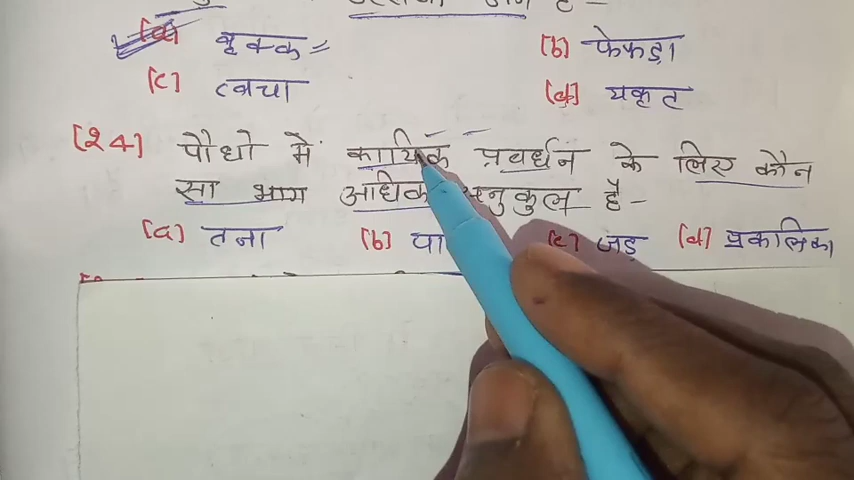 (a) वृक्क = (b) फेफड़ा
(c) त्वचा (d) यकृत
(24) पौधो में कायिक प्रवर्धन के लिए कौन
सा भाग अधिक अनुकुल है-
(a) तना (b) (c) जड़ (d) प्रकलिका